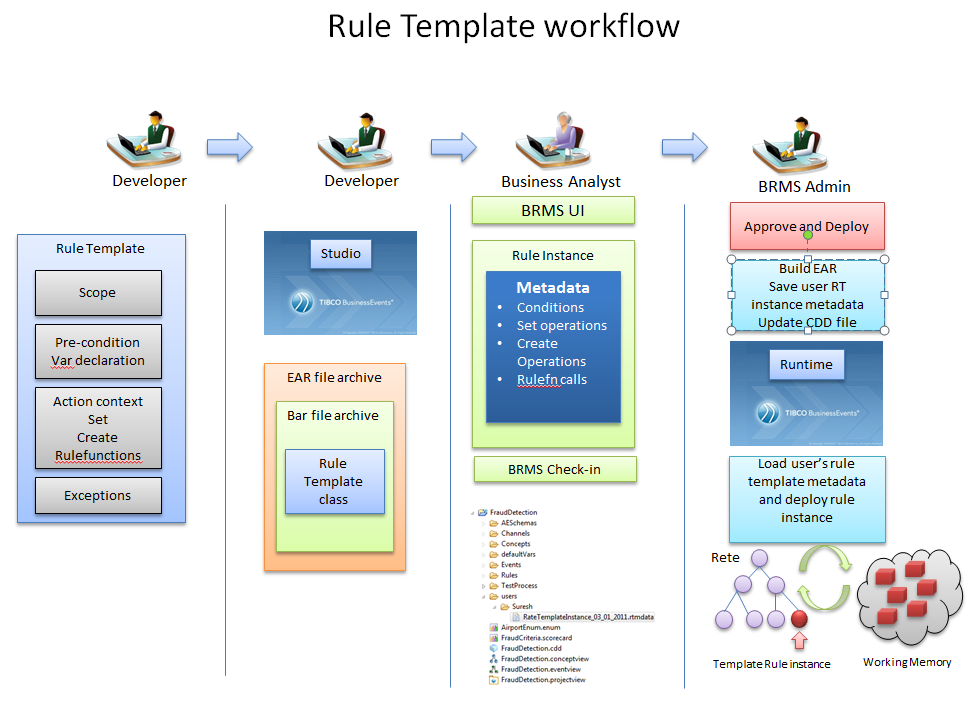 Rule Template workflow
Developer
Developer
Business Analyst
BRMS Admin
Rule Template
Scope
Pre-condition
Var declaration
Action context
Set
Create
Rulefunctions
Exceptions
Studio
TIBCO BusinessEvents
EAR file archive
Bar file archive
Rule
Template
class
BRMS UI
Rule Instance
Metadata
• Conditions
• Set operations
• Create
Operations
• Rulefn calls
BRMS Check-in
FraudDetection
AESchemas
Channels
Concepts
defaultVars
Events
Rules
TestProcess
users
Suresh
RateTemplateInstance_03_01_2011.rtmdata
AirportEnum.enum
FraudCriteria.scorecard
FraudDetection.cdd
FraudDetection.conceptview
FraudDetection.eventview
FraudDetection.projectview
Approve and Deploy
Build EAR
Save user RT
instance metadata
Update CDD file
Runtime
TIBCO BusinessEvents
Load user's rule
template metadata
and deploy rule
instance
Rete
Template Rule instance
Working Memory